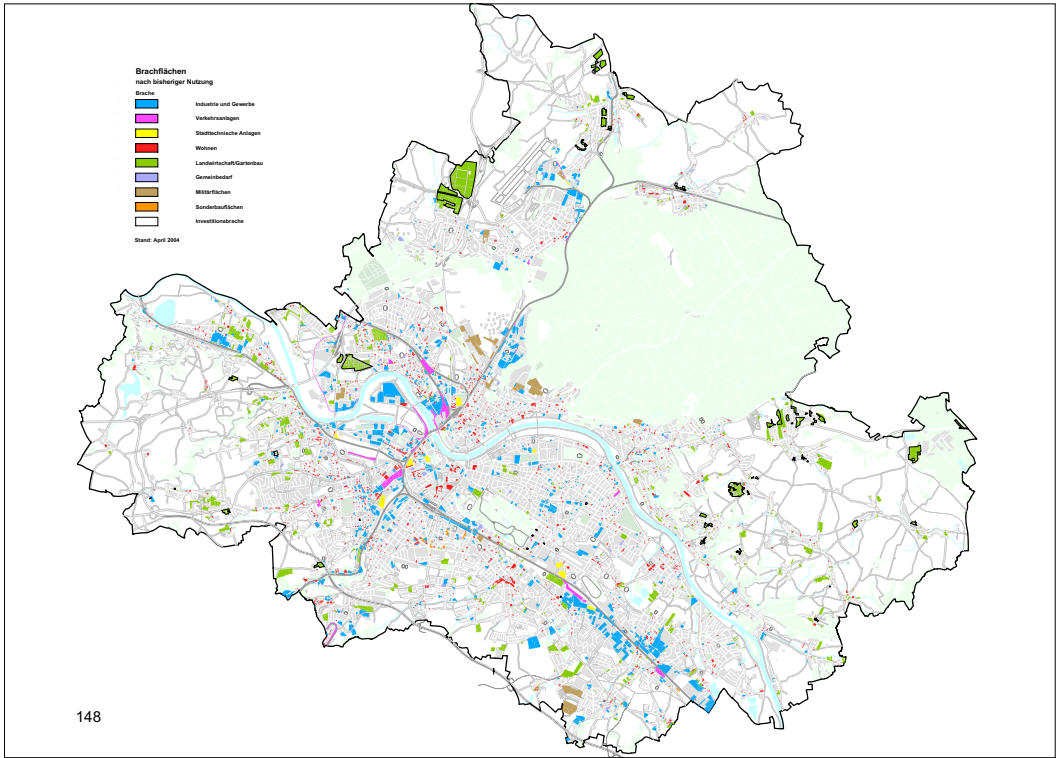 Brachflächen
nach bisheriger Nutzung
Brache
Industrie und Gewerbe
Verkehrsanlagen
Stadttechnische Anlagen
Wohnen
Landwirtschaft/Gartenbau
Gemeinbedarf
Militärflächen
Sonderbauflächen
Investitionsbrache
Stand: April 2004
148